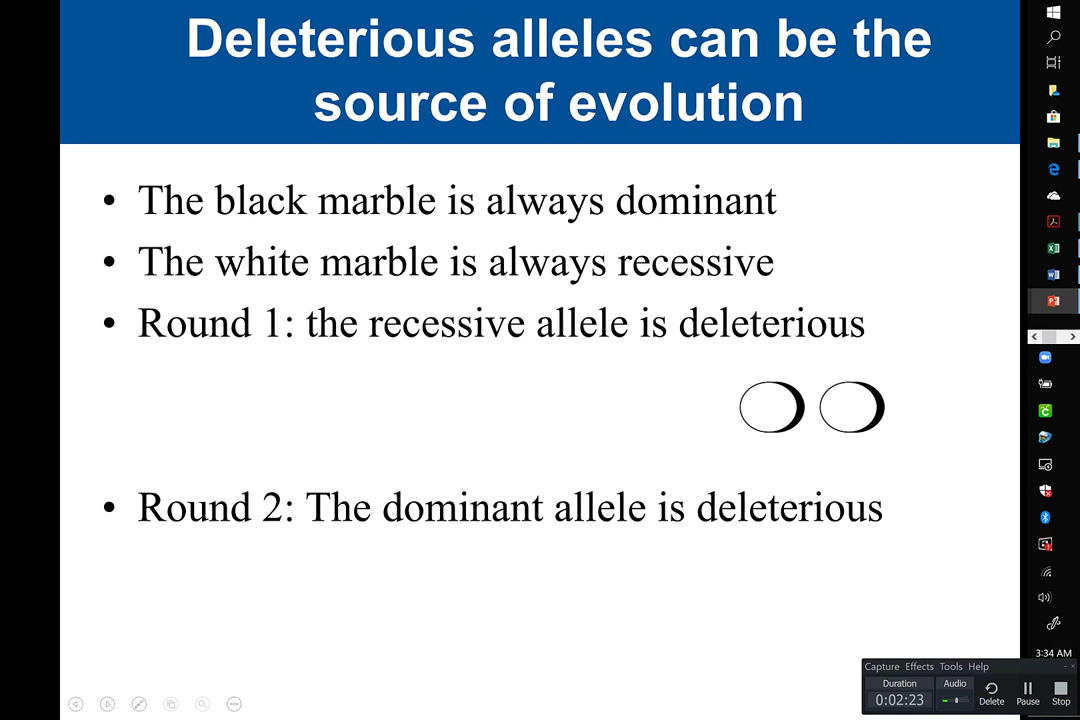 Deleterious alleles can be the
source of evolution
• The black marble is always dominant
• The white marble is always recessive
• Round 1: the recessive allele is deleterious
• Round 2: The dominant allele is deleterious
3:34 AM
Capture Effects Tools Help
Duration
0:02:23
Audio
Delete
Pause
Stop